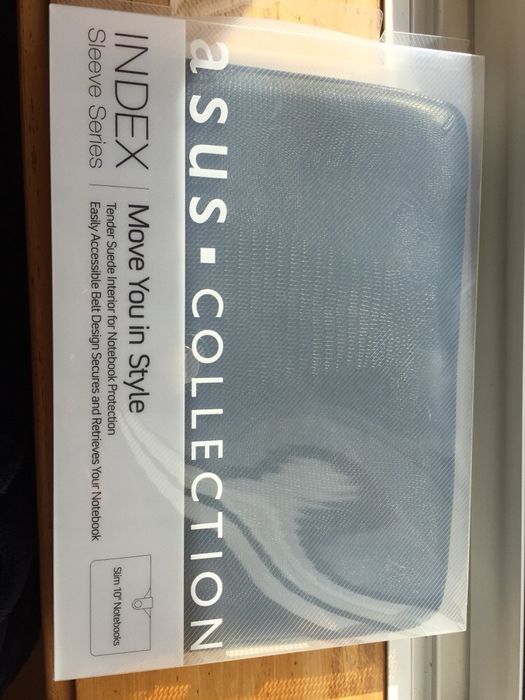 asus COLLECTION
INDEX
Sleeve Series
Move You in Style
Tender Suede Interior for Notebook Protection
Easily Accessible Belt Design Secures and Retrieves Your Notebook
Slim 10" Notebooks